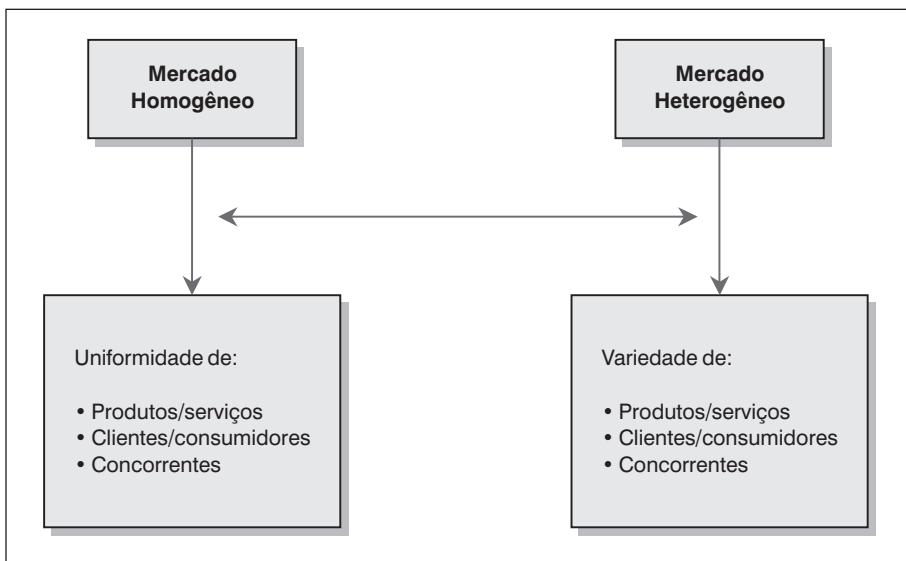 Mercado
Homogêneo
Mercado
Heterogêneo
Uniformidade de:
• Produtos/serviços
• Clientes/consumidores
• Concorrentes
Variedade de:
• Produtos/serviços
• Clientes/consumidores
• Concorrentes